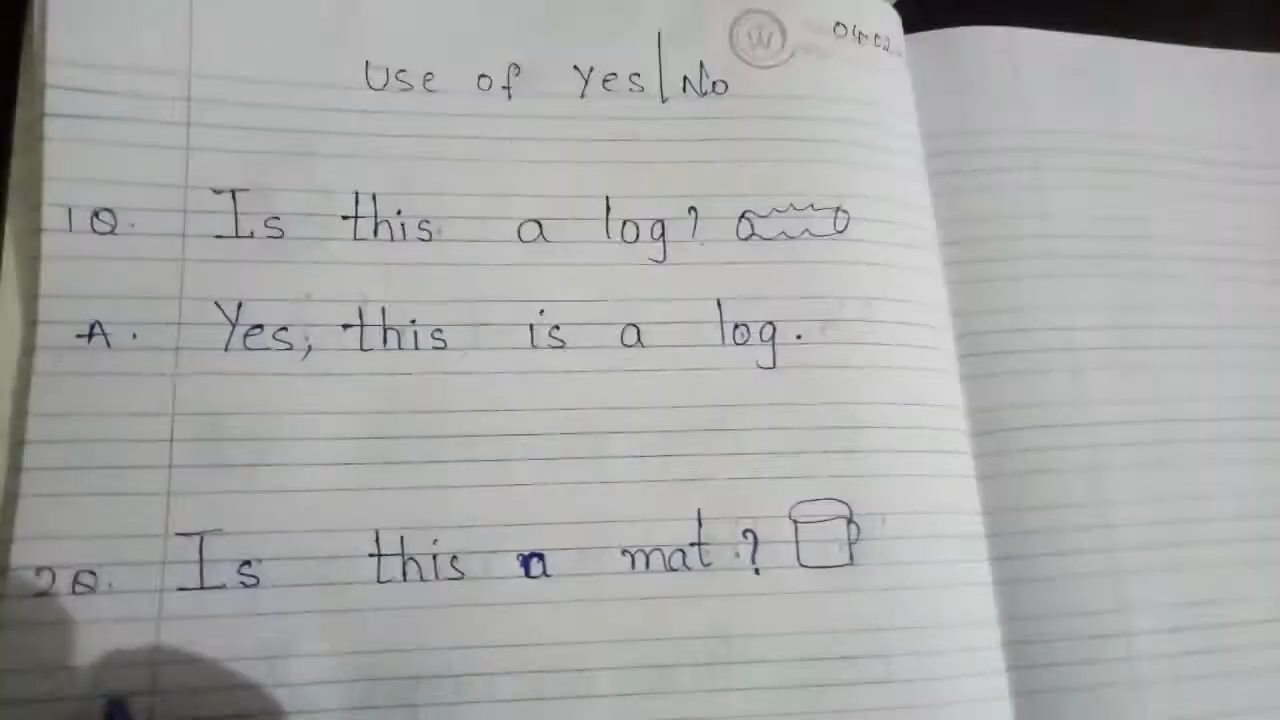 W
Use of Yes|No
1Q. Is this a log?
A. Yes, this is a log.
2Q. Is this a mat?